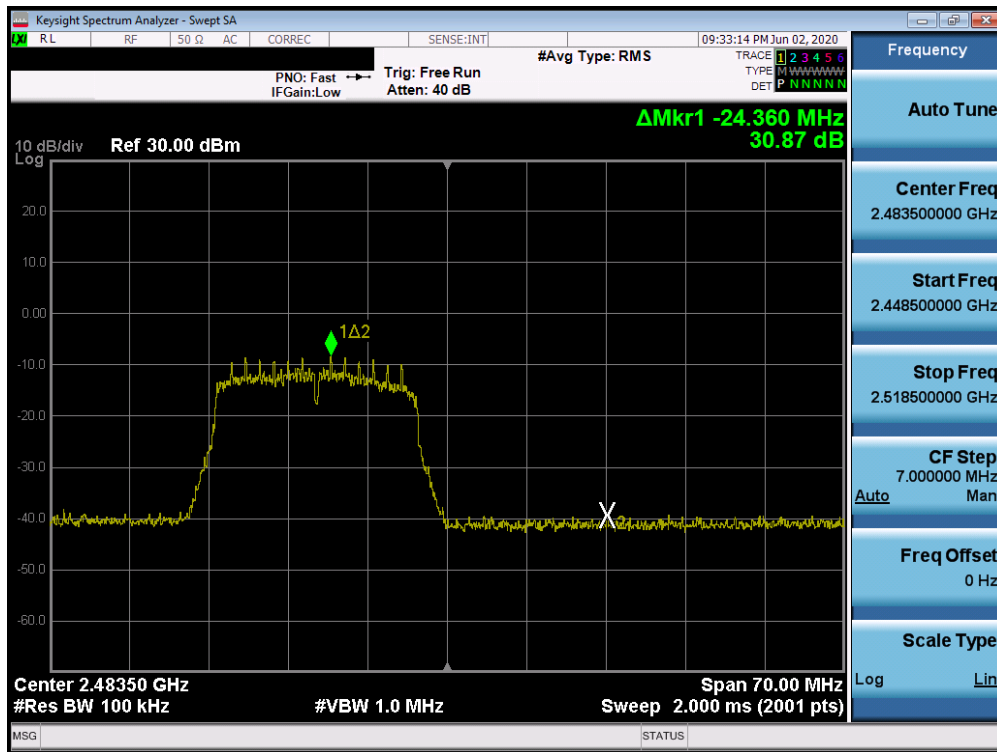 Keysight Spectrum Analyzer - Swept SA
LXI RL RF 50 Ω AC CORREC SENSE:INT 09:33:14 PM Jun 02, 2020
#Avg Type: RMS TRACE 1 2 3 4 5 6
PNO: Fast Trig: Free Run TYPE M WWWWW
IFGain:Low Atten: 40 dB DET P N N N N N
ΔMkr1 -24.360 MHz
30.87 dB
10 dB/div Ref 30.00 dBm
Log
20.0
10.0
0.00
1Δ2
-10.0
-20.0
-30.0
-40.0
X2
-50.0
-60.0
Center 2.48350 GHz Span 70.00 MHz
#Res BW 100 kHz #VBW 1.0 MHz Sweep 2.000 ms (2001 pts)
MSG STATUS
Frequency
Auto Tune
Center Freq
2.483500000 GHz
Start Freq
2.448500000 GHz
Stop Freq
2.518500000 GHz
CF Step
7.000000 MHz
Auto Man
Freq Offset
0 Hz
Scale Type
Log Lin